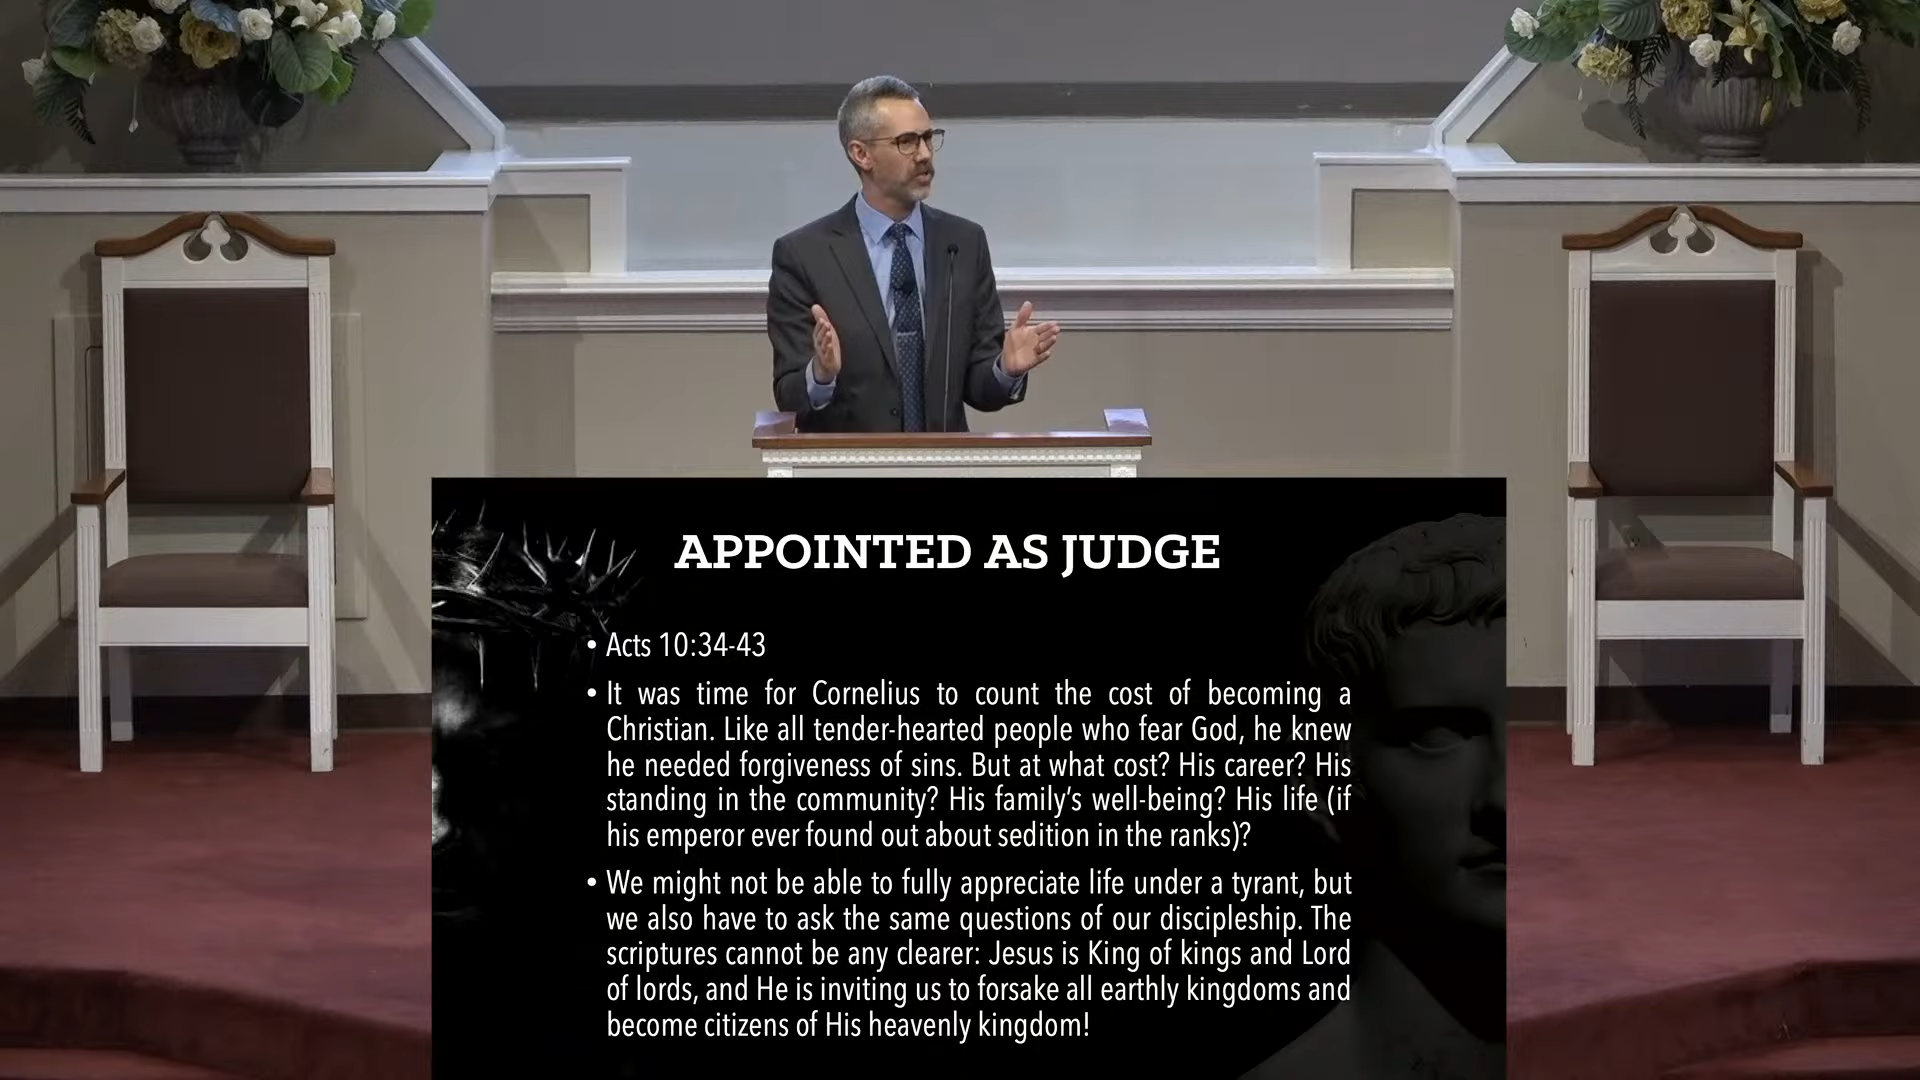 APPOINTED AS JUDGE
• Acts 10:34-43
• It was time for Cornelius to count the cost of becoming a
Christian. Like all tender-hearted people who fear God, he knew
he needed forgiveness of sins. But at what cost? His career? His
standing in the community? His family's well-being? His life (if
his emperor ever found out about sedition in the ranks)?
• We might not be able to fully appreciate life under a tyrant, but
we also have to ask the same questions of our discipleship. The
scriptures cannot be any clearer: Jesus is King of kings and Lord
of lords, and He is inviting us to forsake all earthly kingdoms and
become citizens of His heavenly kingdom!